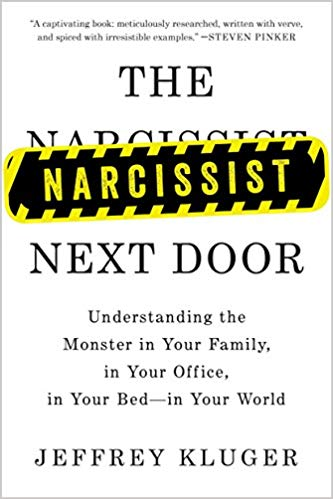 "A captivating book: meticulously researched, written with verve,
and spiced with irresistible examples." —STEVEN PINKER
THE
NARCISSIST
NARCISSIST
NEXT DOOR
Understanding the
Monster in Your Family,
in Your Office,
in Your Bed—in Your World
JEFFREY KLUGER